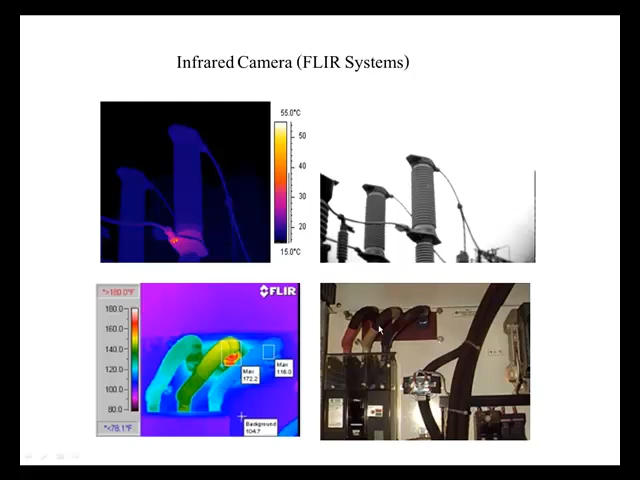 Infrared Camera (FLIR Systems)
55.0°C
50
40
30
20
15.0°C
*>180.0°F
180.0
160.0
140.0
120.0
100.0
80.0
*<78.1°F
FLIR
Max
172.2
Max
116.0
Background
104.7